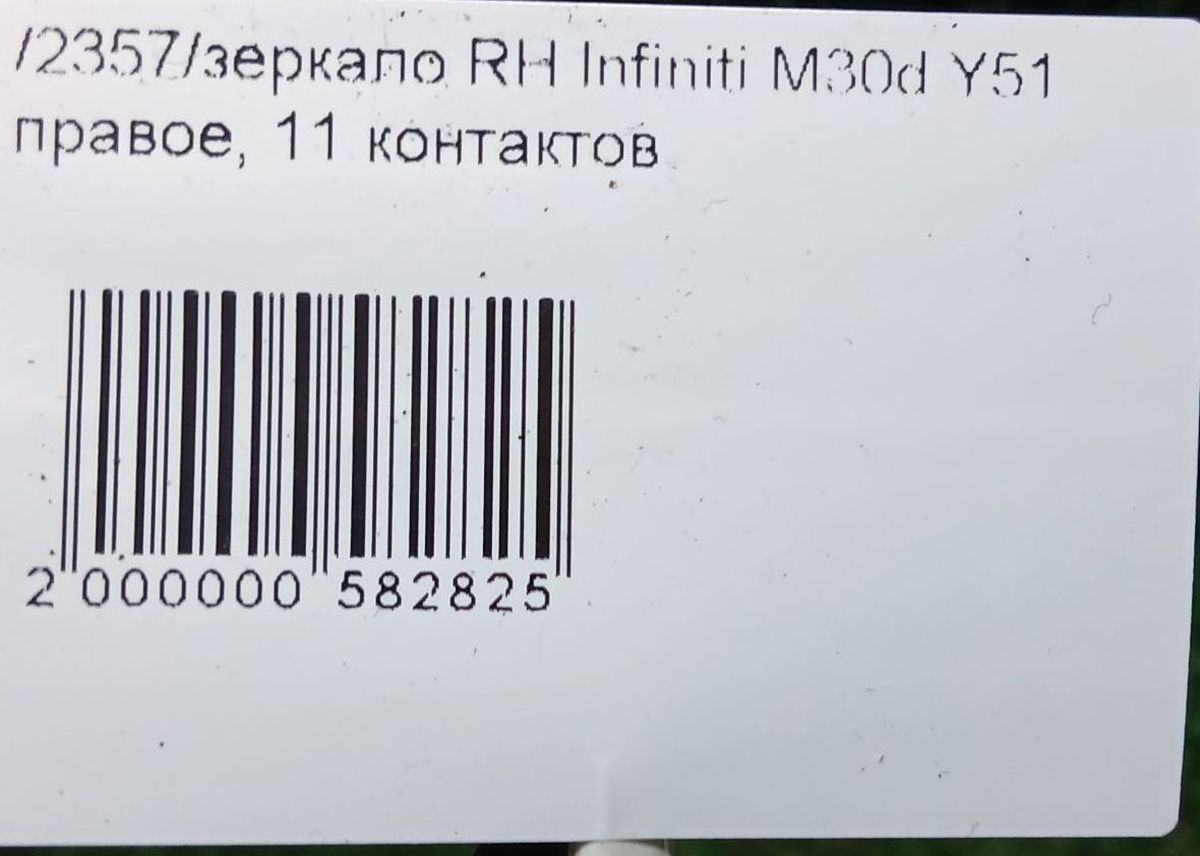 /2357/зеркало RH Infiniti M30d Y51
правое, 11 контактов
2 000000 582825